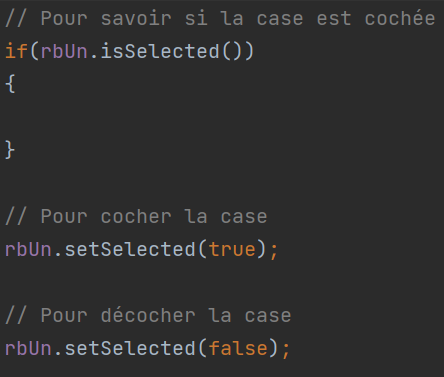 // Pour savoir si la case est cochée
if(rbUn.isSelected())
{
}
// Pour cocher la case
rbUn.setSelected(true);
// Pour décocher la case
rbUn.setSelected(false);